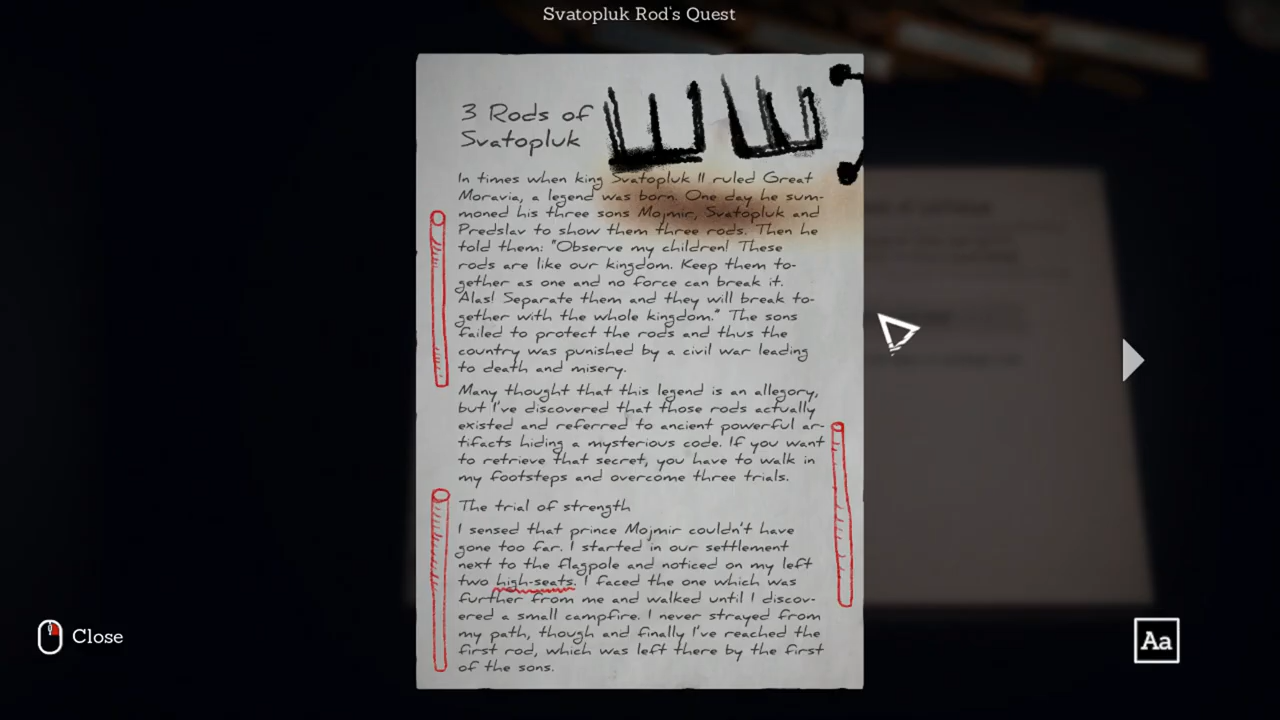 Svatopluk Rod's Quest
3 Rods of
Svatopluk
In times when king Svatopluk II ruled Great
Moravia, a legend was born. One day he sum-
moned his three sons Mojmir, Svatopluk and
Predslav to show them three rods. Then he
told them: "Observe my children! These
rods are like our kingdom. Keep them to-
gether as one and no force can break it.
Alas! Separate them and they will break to-
gether with the whole kingdom." The sons
failed to protect the rods and thus the
country was punished by a civil war leading
to death and misery.
Many thought that this legend is an allegory,
but I've discovered that those rods actually
existed and referred to ancient powerful ar-
tifacts hiding a mysterious code. If you want
to retrieve that secret, you have to walk in
my footsteps and overcome three trials.
The trial of strength
I sensed that prince Mojmir couldn't have
gone too far. I started in our settlement
next to the flagpole and noticed on my left
two high-seats. I faced the one which was
further from me and walked until I discov-
ered a small campfire. I never strayed from
my path, though and finally I've reached the
first rod, which was left there by the first
of the sons.
Close
Aa